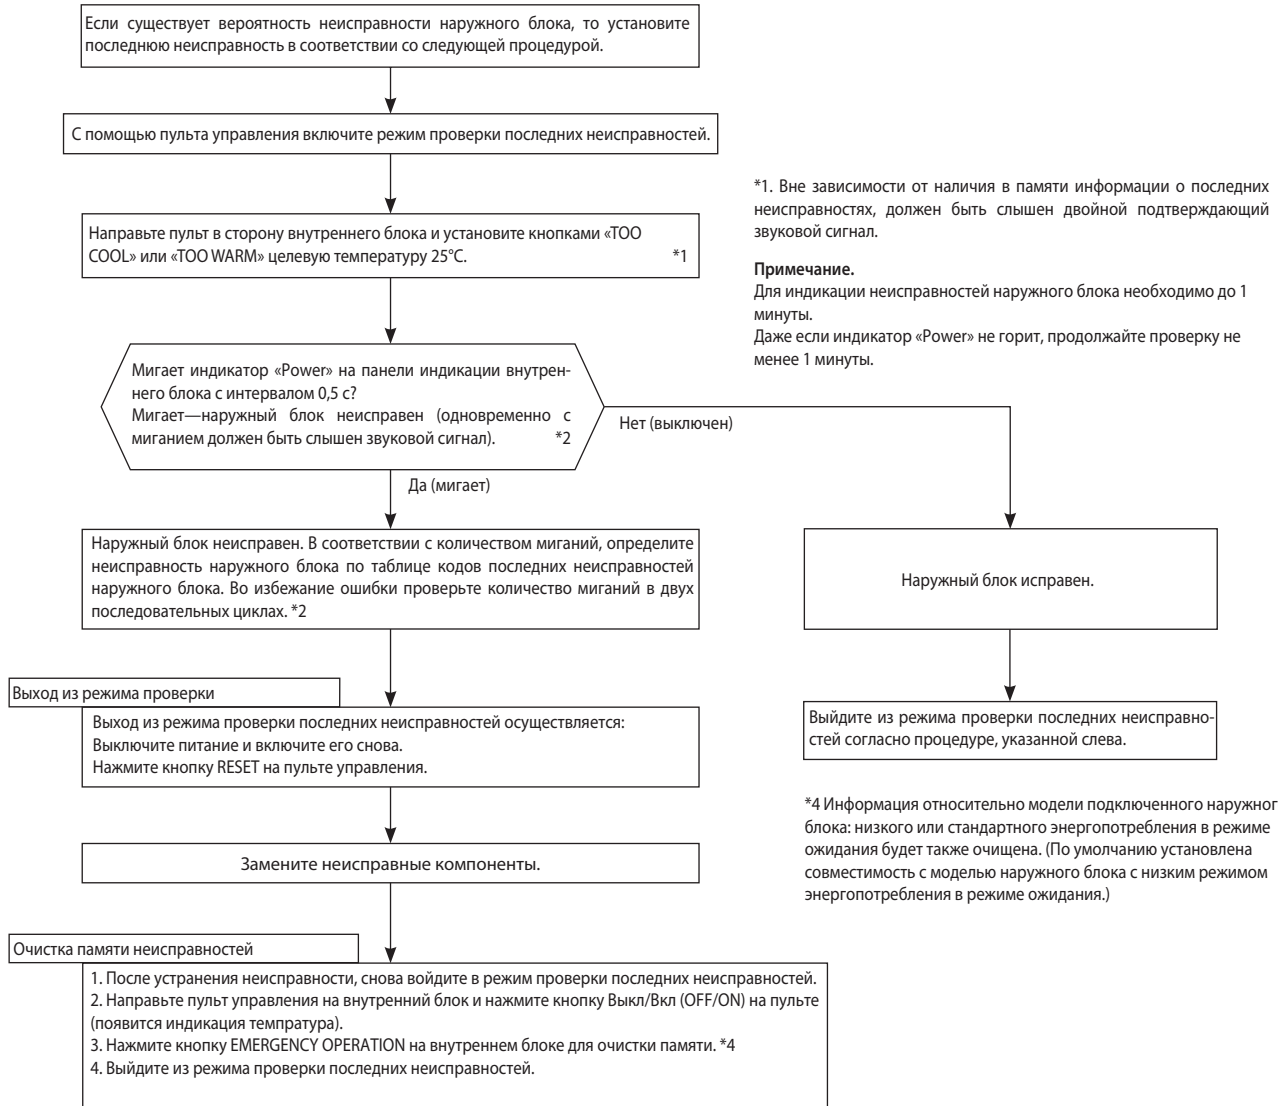 Если существует вероятность неисправности наружного блока, то установите
последнюю неисправность в соответствии со следующей процедурой.
С помощью пульта управления включите режим проверки последних неисправностей.
Направьте пульт в сторону внутреннего блока и установите кнопками «TOO
COOL» или «TOO WARM» целевую температуру 25°C. *1
*1. Вне зависимости от наличия в памяти информации о последних
неисправностях, должен быть слышен двойной подтверждающий
звуковой сигнал.
Примечание.
Для индикации неисправностей наружного блока необходимо до 1
минуты.
Даже если индикатор «Power» не горит, продолжайте проверку не
менее 1 минуты.
Мигает индикатор «Power» на панели индикации внутрен-
него блока с интервалом 0,5 с?
Мигает—наружный блок неисправен (одновременно с
миганием должен быть слышен звуковой сигнал). *2
Нет (выключен)
Да (мигает)
Наружный блок неисправен. В соответствии с количеством миганий, определите
неисправность наружного блока по таблице кодов последних неисправностей
наружного блока. Во избежание ошибки проверьте количество миганий в двух
последовательных циклах. *2
Наружный блок исправен.
Выход из режима проверки
Выход из режима проверки последних неисправностей осуществляется:
Выключите питание и включите его снова.
Нажмите кнопку RESET на пульте управления.
Выйдите из режима проверки последних неисправно-
стей согласно процедуре, указанной слева.
*4 Информация относительно модели подключенного наружног
блока: низкого или стандартного энергопотребления в режиме
ожидания будет также очищена. (По умолчанию установлена
совместимость с моделью наружного блока с низким режимом
энергопотребления в режиме ожидания.)
Замените неисправные компоненты.
Очистка памяти неисправностей
1. После устранения неисправности, снова войдите в режим проверки последних неисправностей.
2. Направьте пульт управления на внутренний блок и нажмите кнопку Выкл/Вкл (OFF/ON) на пульте
(появится индикация темпратура).
3. Нажмите кнопку EMERGENCY OPERATION на внутреннем блоке для очистки памяти. *4
4. Выйдите из режима проверки последних неисправностей.